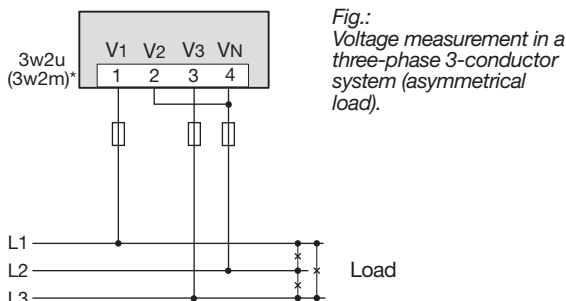 3w2u
(3w2m)*
V1 V2 V3 VN
1 2 3 4
Fig.:
Voltage measurement in a
three-phase 3-conductor
system (asymmetrical
load).
L1
L2
L3
Load